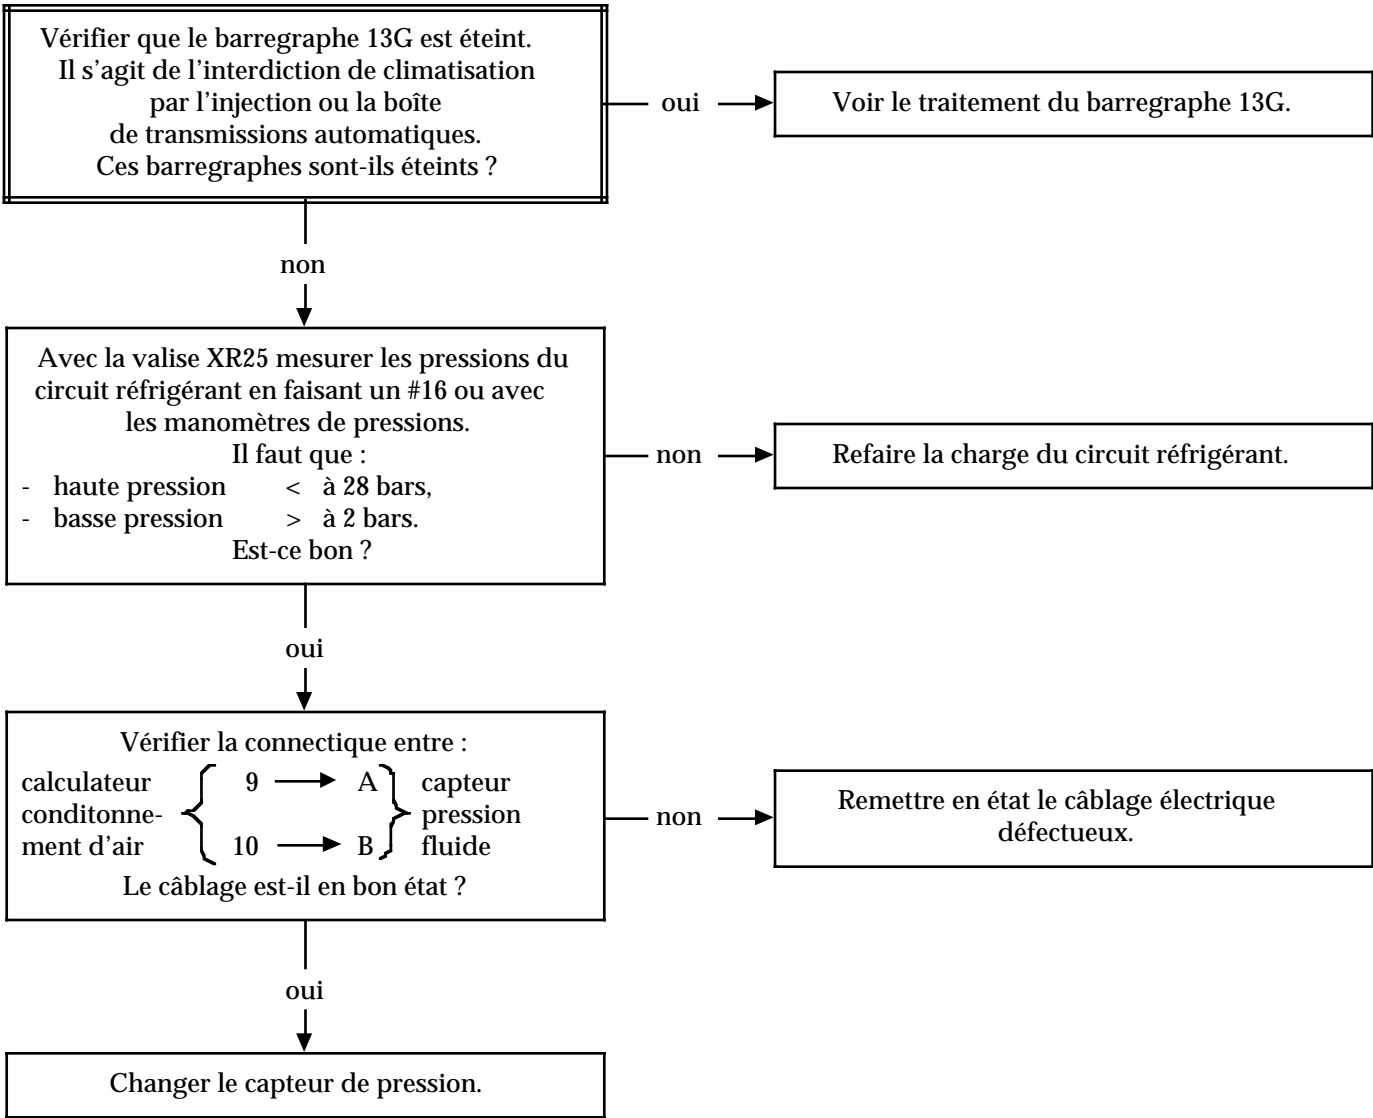 Vérifier que le barregraphe 13G est éteint.
Il s'agit de l'interdiction de climatisation
par l'injection ou la boîte
de transmissions automatiques.
Ces barregraphes sont-ils éteints ?
oui
Voir le traitement du barregraphe 13G.
non
Avec la valise XR25 mesurer les pressions du
circuit réfrigérant en faisant un #16 ou avec
les manomètres de pressions.
Il faut que :
- haute pression < à 28 bars,
- basse pression > à 2 bars.
Est-ce bon ?
non
Refaire la charge du circuit réfrigérant.
oui
Vérifier la connectique entre :
calculateur 9 A capteur
conditonne- pression
ment d'air 10 B fluide
Le câblage est-il en bon état ?
non
Remettre en état le câblage électrique
défectueux.
oui
Changer le capteur de pression.